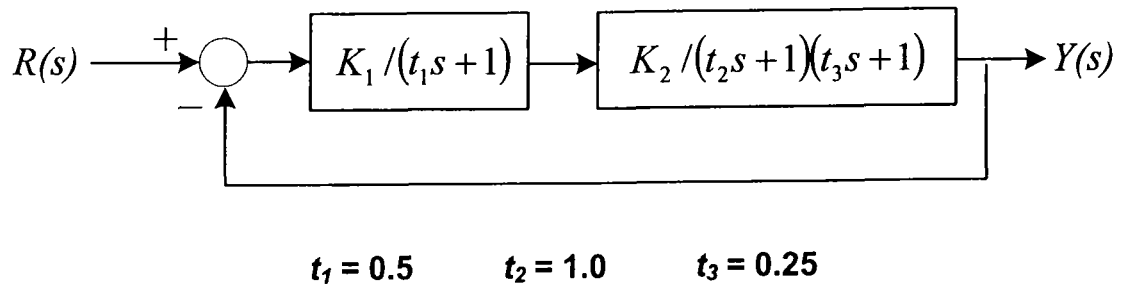 R(s) + − K₁/(t₁s+1) K₂/(t₂s+1)(t₃s+1) Y(s)
t₁ = 0.5 t₂ = 1.0 t₃ = 0.25